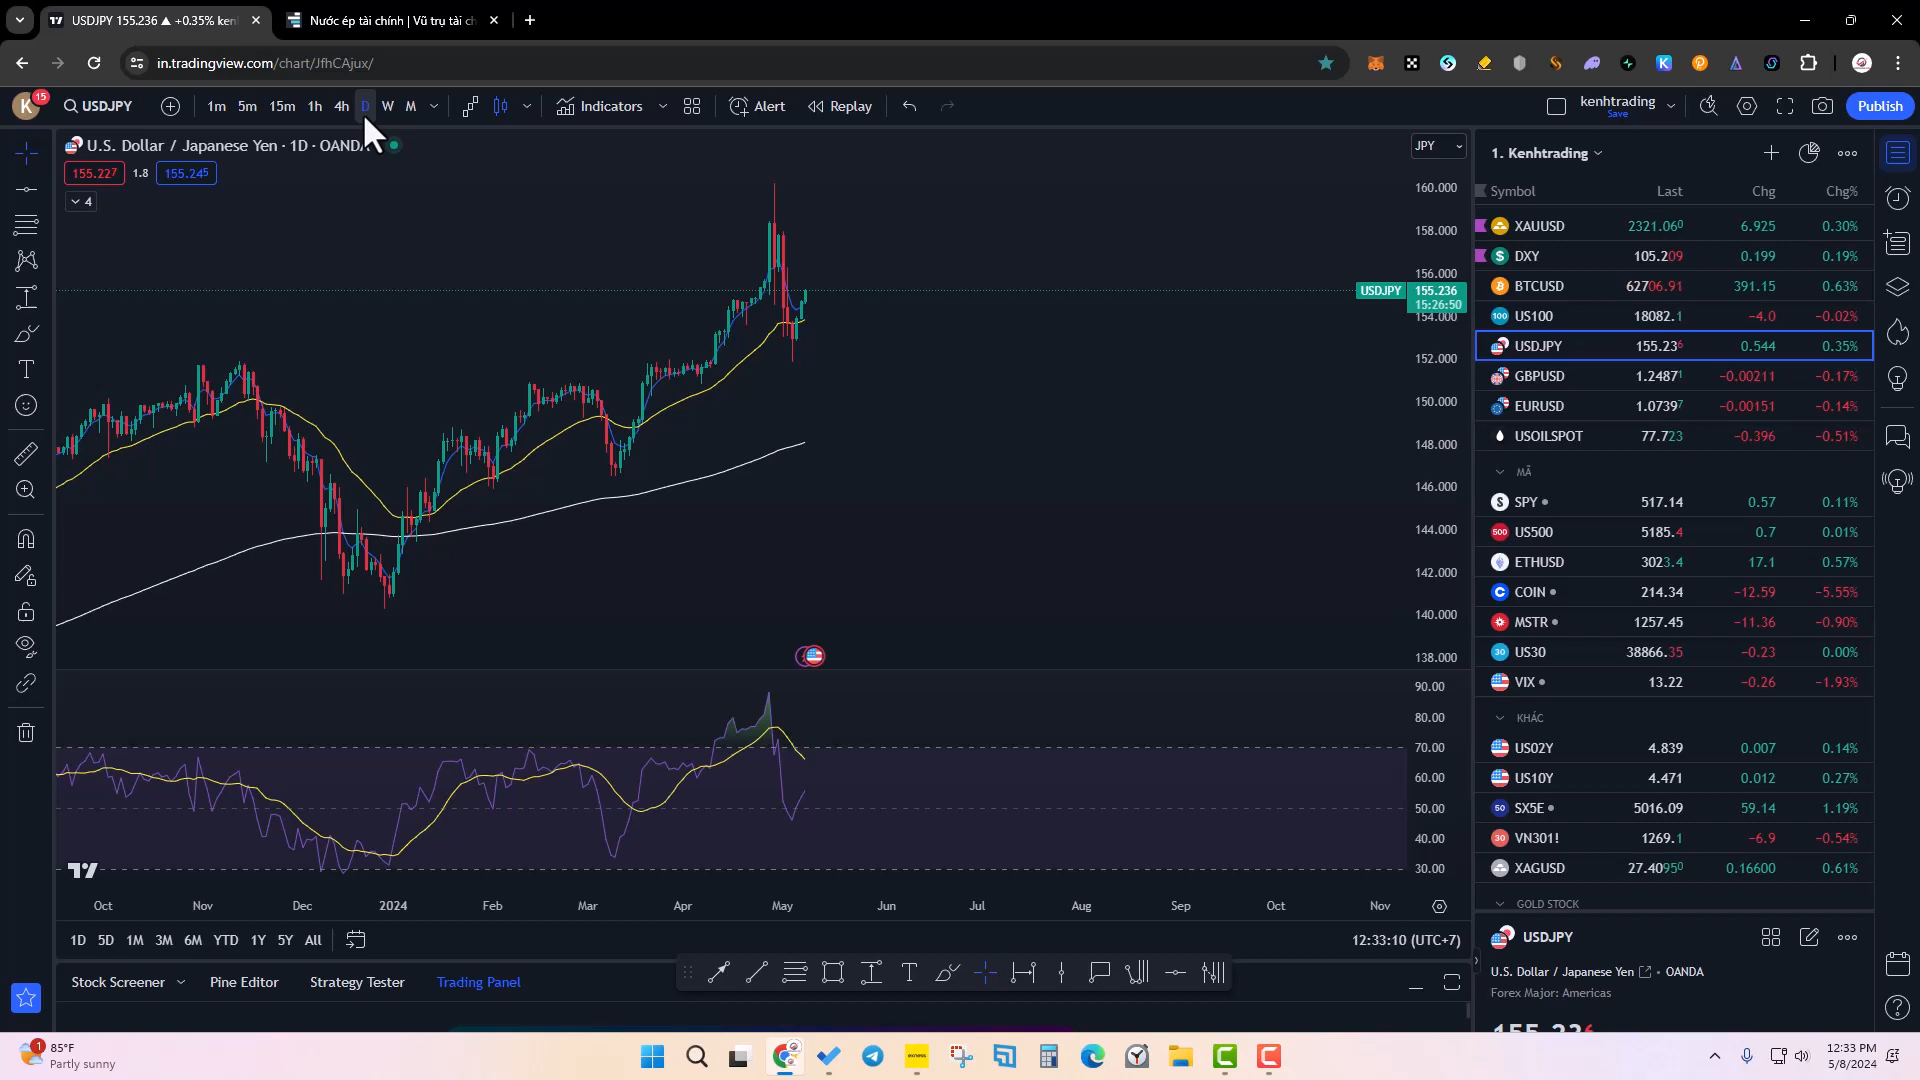 USDJPY 155.236 ▲ +0.35% ken
Nước ép tài chính | Vũ trụ tài ch
in.tradingview.com/chart/JfhCAjux/
K 15
USDJPY 1m 5m 15m 1h 4h D W M Indicators Alert Replay kenhtrading Save Publish
U.S. Dollar / Japanese Yen · 1D · OANDA
155.227 1.8 155.245
4
JPY
160.000
158.000
156.000
USDJPY 155.236
15:26:50
154.000
152.000
150.000
148.000
146.000
144.000
142.000
140.000
138.000
90.00
80.00
70.00
60.00
50.00
40.00
30.00
Oct Nov Dec 2024 Feb Mar Apr May Jun Jul Aug Sep Oct Nov
1D 5D 1M 3M 6M YTD 1Y 5Y All 12:33:10 (UTC+7)
Stock Screener Pine Editor Strategy Tester Trading Panel
1. Kenhtrading
Symbol Last Chg Chg%
XAUUSD 2321.060 6.925 0.30%
DXY 105.209 0.199 0.19%
BTCUSD 62706.91 391.15 0.63%
US100 18082.1 −4.0 −0.02%
USDJPY 155.236 0.544 0.35%
GBPUSD 1.24871 −0.00211 −0.17%
EURUSD 1.07397 −0.00151 −0.14%
USOILSPOT 77.723 −0.396 −0.51%
MÃ
SPY 517.14 0.57 0.11%
US500 5185.4 0.7 0.01%
ETHUSD 3023.4 17.1 0.57%
COIN 214.34 −12.59 −5.55%
MSTR 1257.45 −11.36 −0.90%
US30 38866.35 −0.23 0.00%
VIX 13.22 −0.26 −1.93%
KHÁC
US02Y 4.839 0.007 0.14%
US10Y 4.471 0.012 0.27%
SX5E 5016.09 59.14 1.19%
VN301! 1269.1 −6.9 −0.54%
XAGUSD 27.40950 0.16600 0.61%
GOLD STOCK
USDJPY
U.S. Dollar / Japanese Yen · OANDA
Forex Major: Americas
1
85°F
Partly sunny
exness
12:33 PM
5/8/2024